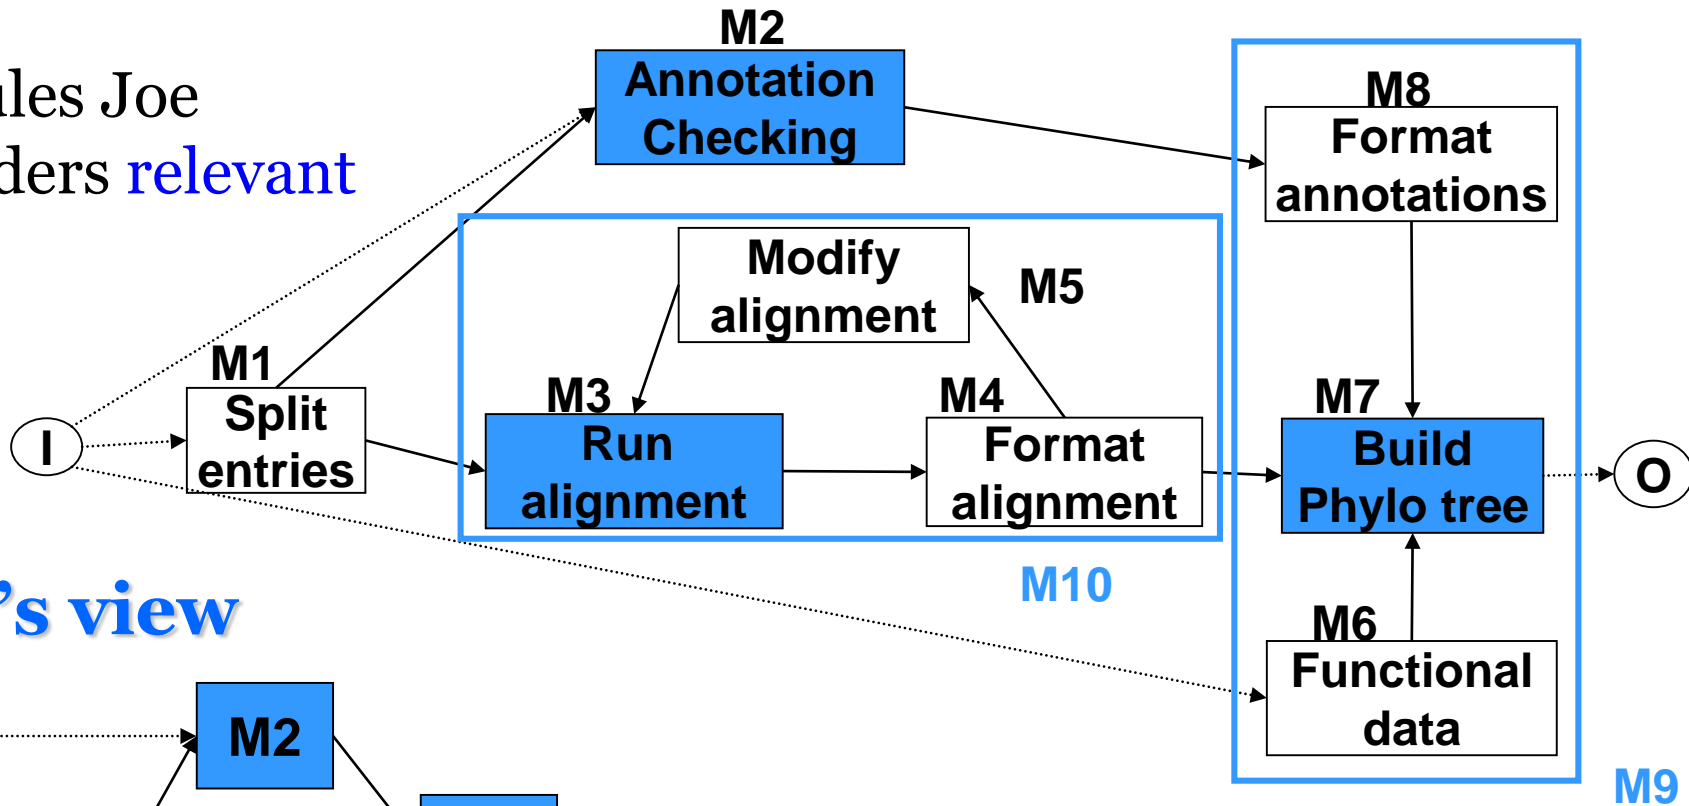 ules Joe
ders relevant
M2
Annotation
Checking
M8
Format
annotations
Modify
alignment
M5
M1
Split
entries
I
M3
Run
alignment
M4
Format
alignment
M7
Build
Phylo tree
O
M10
’s view
M6
Functional
data
M2
M9